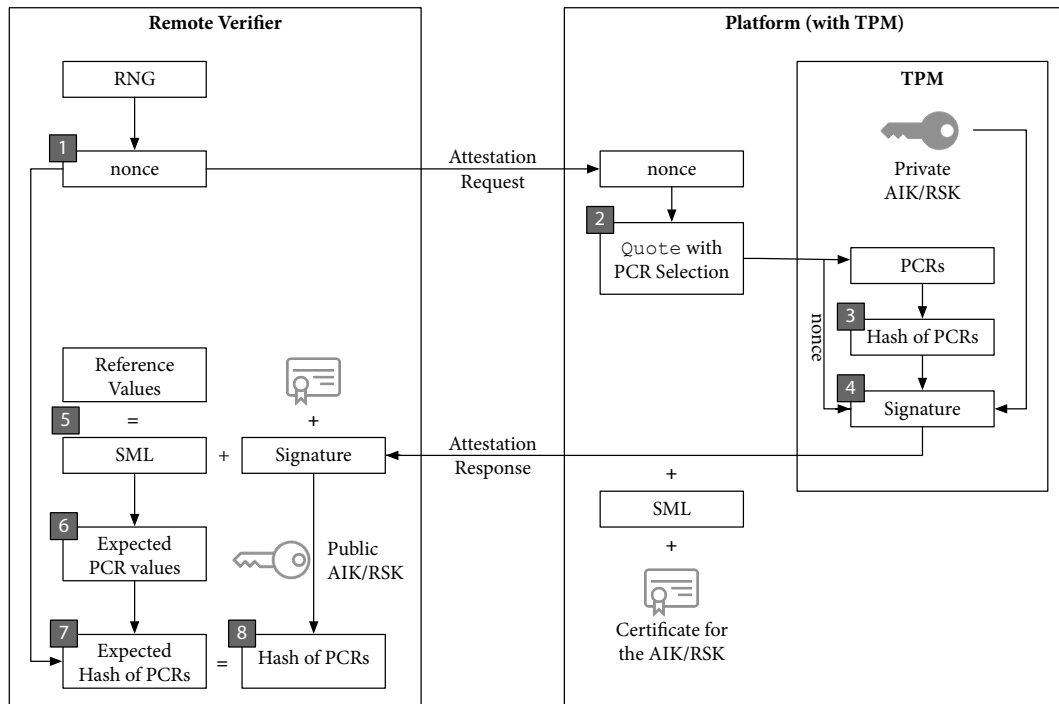 Remote Verifier
RNG
1
nonce
Attestation
Request
Platform (with TPM)
nonce
2
Quote with
PCR Selection
TPM
Private
AIK/RSK
PCRs
nonce
3
Hash of PCRs
4
Signature
Reference
Values
5
=
+
SML
+
Signature
Attestation
Response
+
SML
+
Certificate for
the AIK/RSK
6
Expected
PCR values
Public
AIK/RSK
7
Expected
Hash of PCRs
=
8
Hash of PCRs